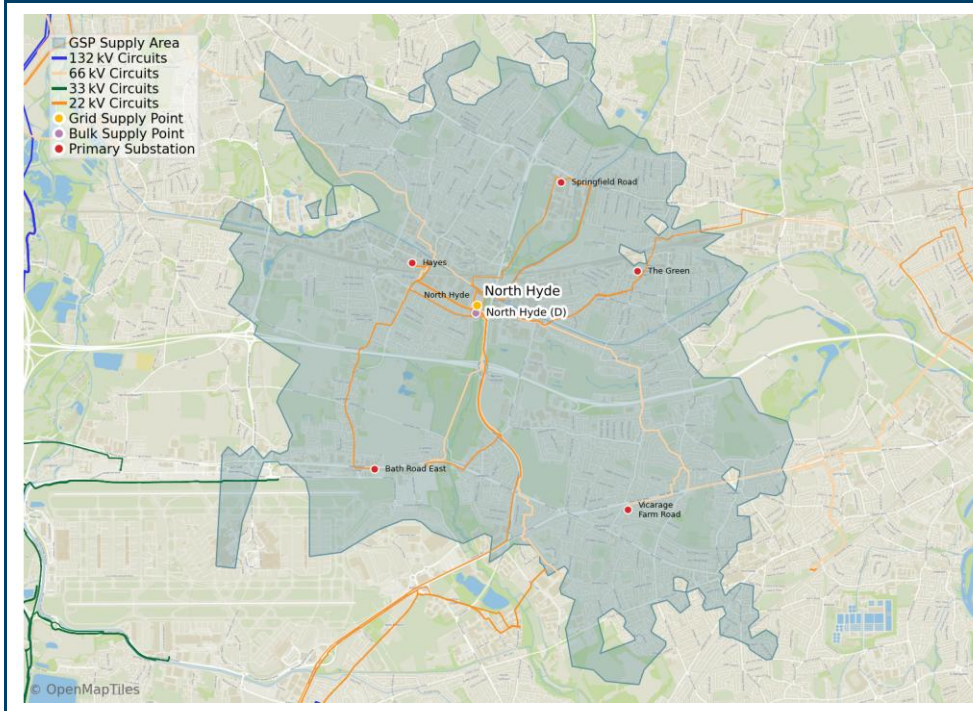 GSP Supply Area
132 kV Circuits
66 kV Circuits
33 kV Circuits
22 kV Circuits
Grid Supply Point
Bulk Supply Point
Primary Substation
Springfield Road
Hayes
The Green
North Hyde
North Hyde
North Hyde (D)
Bath Road East
Vicarage
Farm Road
© OpenMapTiles